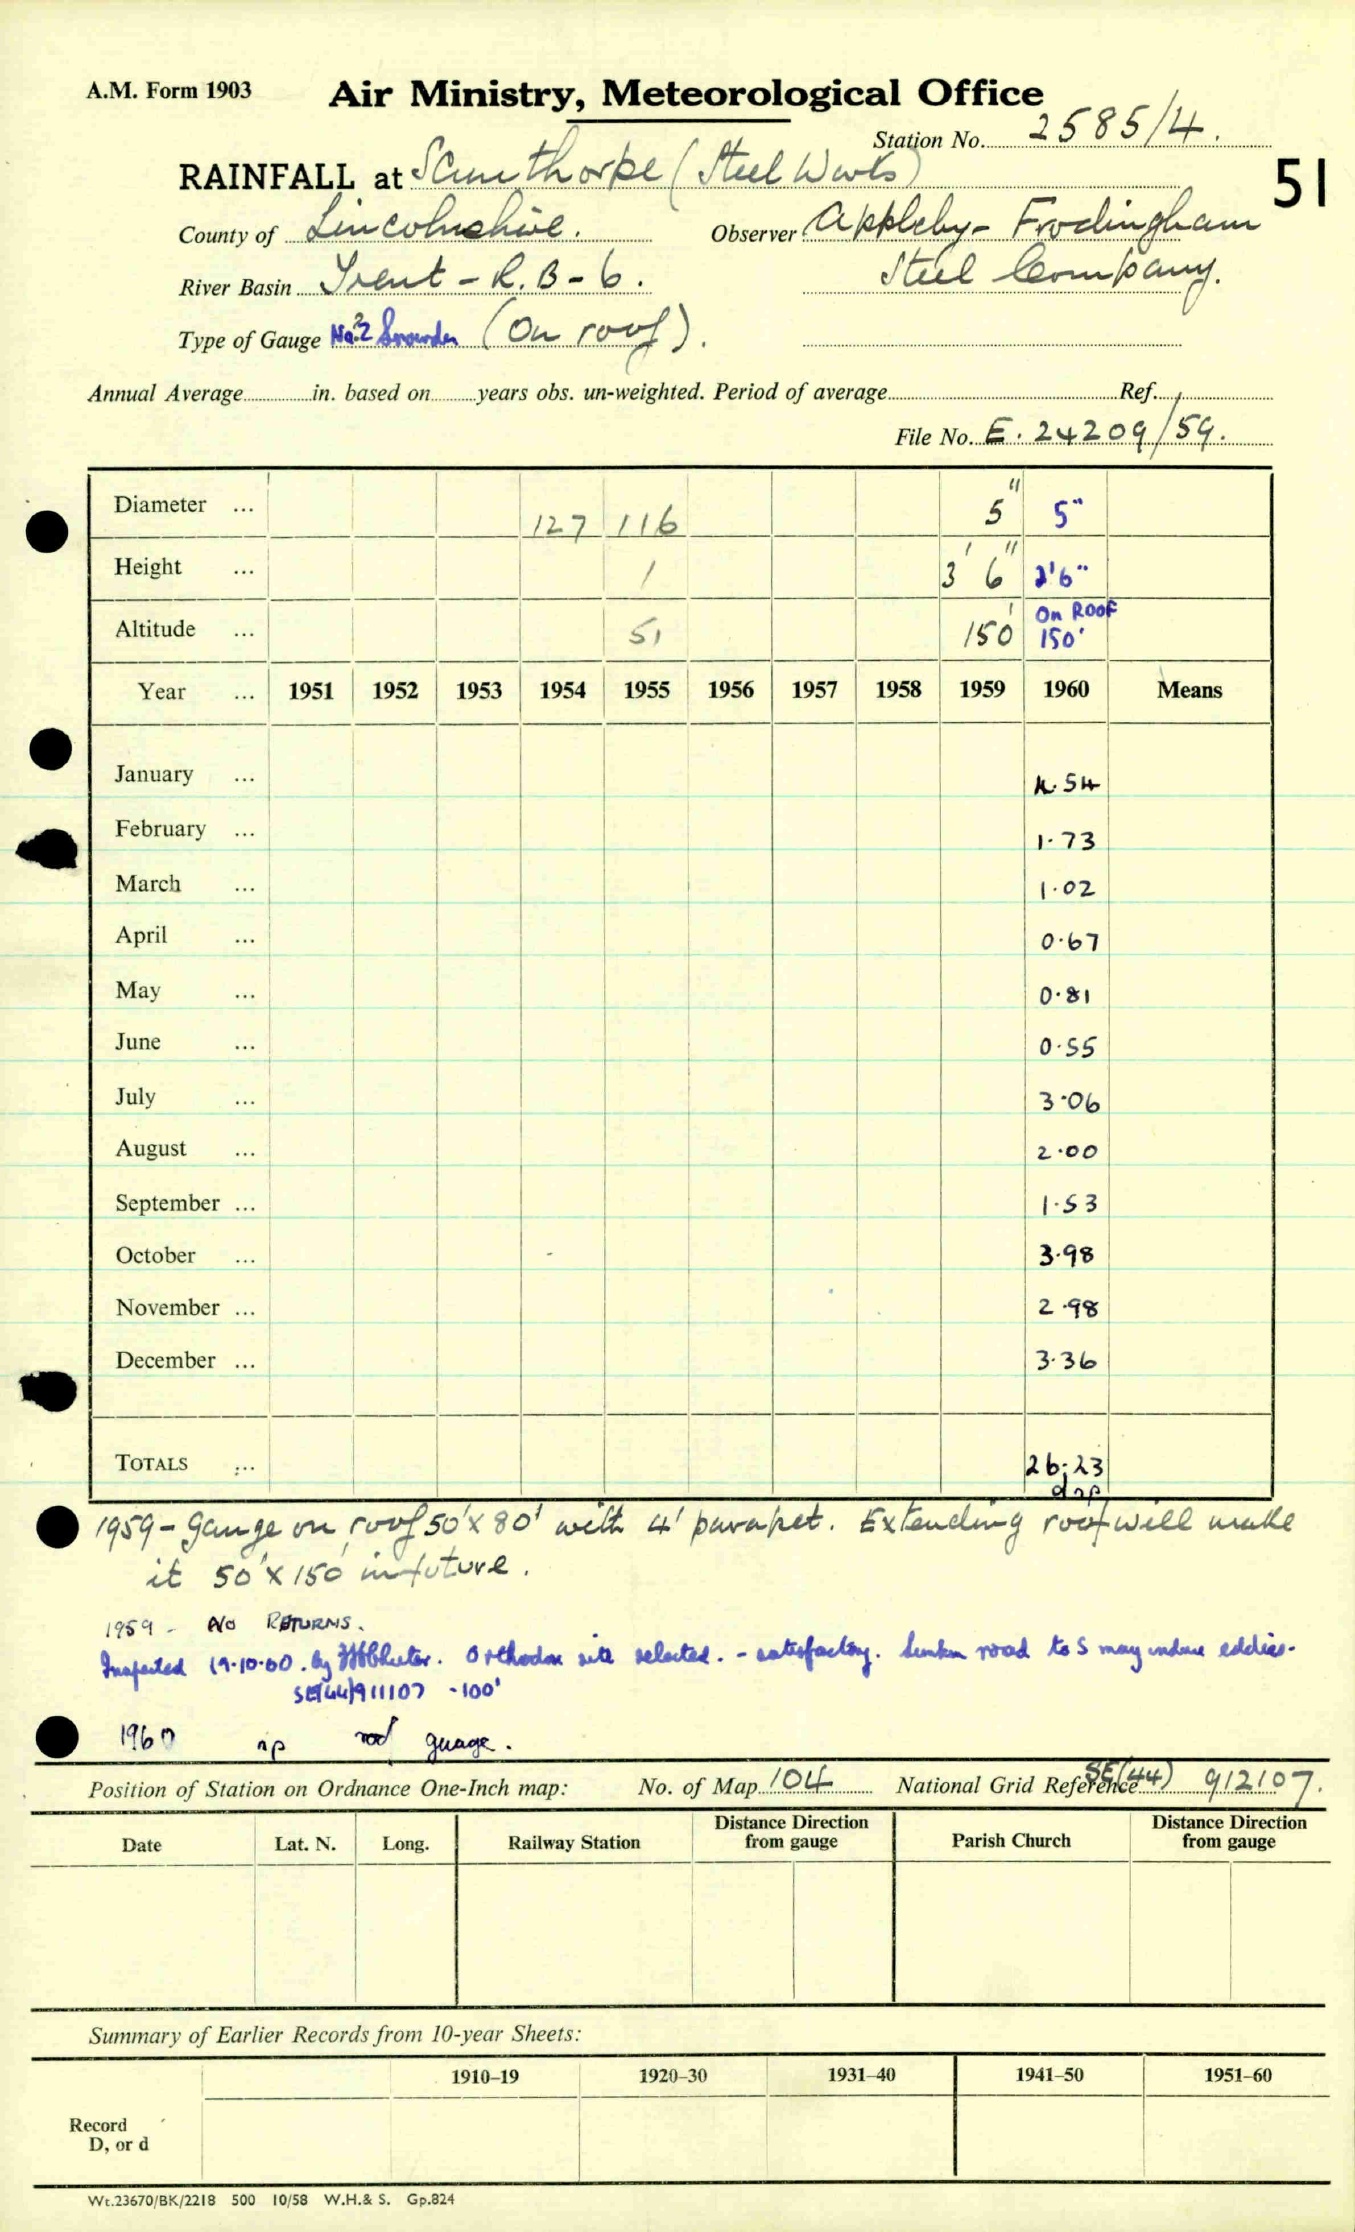 A.M. Form 1903
Air Ministry, Meteorological Office
Station No. 2585/4.
51
RAINFALL at Scunthorpe (Steel Works)
County of Lincolnshire. Observer Appleby-Frodingham
River Basin Trent - R.B - 6. Steel Company.
Type of Gauge No. 2 Snowdon (On roof).
Annual Average in. based on years obs. un-weighted. Period of average Ref.
File No. E. 24209/59.
Diameter ... 127 116 5" 5"
Height ... 1 3' 6" 2'6"
On ROOF
Altitude ... 51 150' 150'
Year ... 1951 1952 1953 1954 1955 1956 1957 1958 1959 1960 Means
January ... 4.54
February ... 1.73
March ... 1.02
April ... 0.67
May ... 0.81
June ... 0.55
July ... 3.06
August ... 2.00
September ... 1.53
October ... 3.98
November ... 2.98
December ... 3.36
TOTALS ... 26.23
1959 - Gauge on roof 50'x 80' with 4' parapet. Extending roof will make
it 50'x 150' in future.
1959 - No RETURNS.
Inspected 19.10.60. by Orthodox site selected. - satisfactory. Sunken road to S may induce eddies.
SE(44)911107 - 100'
1960 np roof guage.
Position of Station on Ordnance One-Inch map: No. of Map 104 National Grid Reference SE(44) 912107.
Date Lat. N. Long. Railway Station Distance Direction from gauge Parish Church Distance Direction from gauge
Summary of Earlier Records from 10-year Sheets:
1910–19 1920–30 1931–40 1941–50 1951–60
Record
D, or d
Wt.23670/BK/2218 500 10/58 W.H.& S. Gp.824